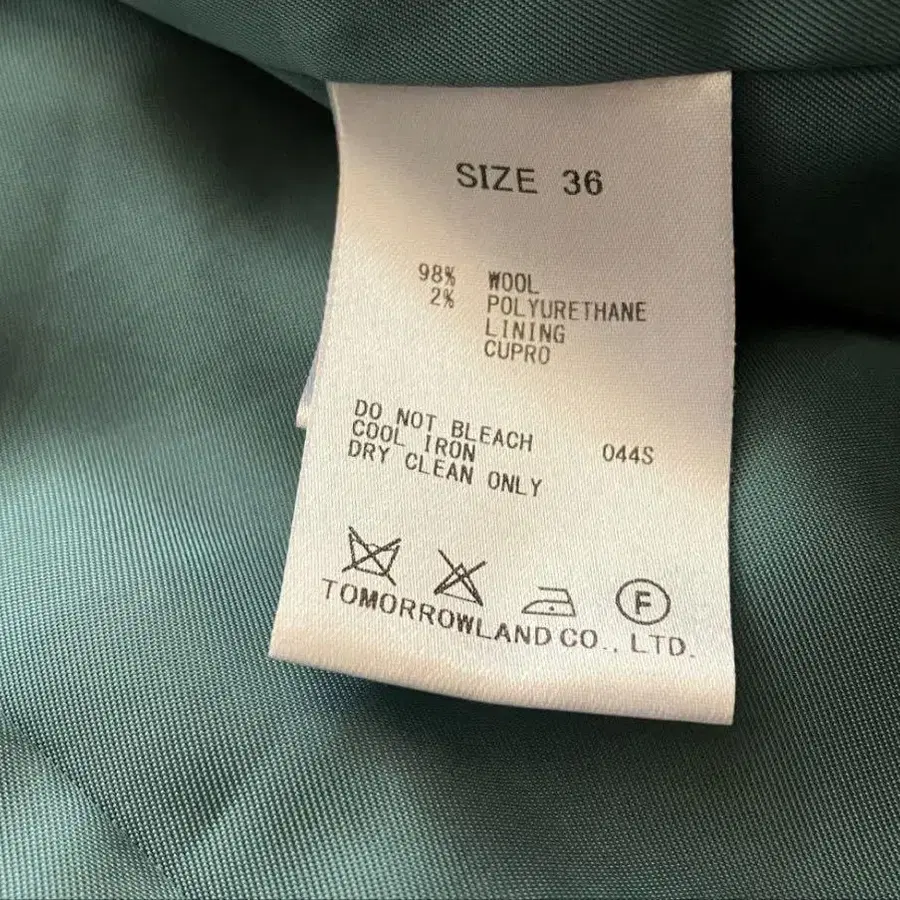 SIZE 36
98% WOOL
2% POLYURETHANE
LINING
CUPRO
DO NOT BLEACH
COOL IRON 044S
DRY CLEAN ONLY
F
TOMORROWLAND CO., LTD.